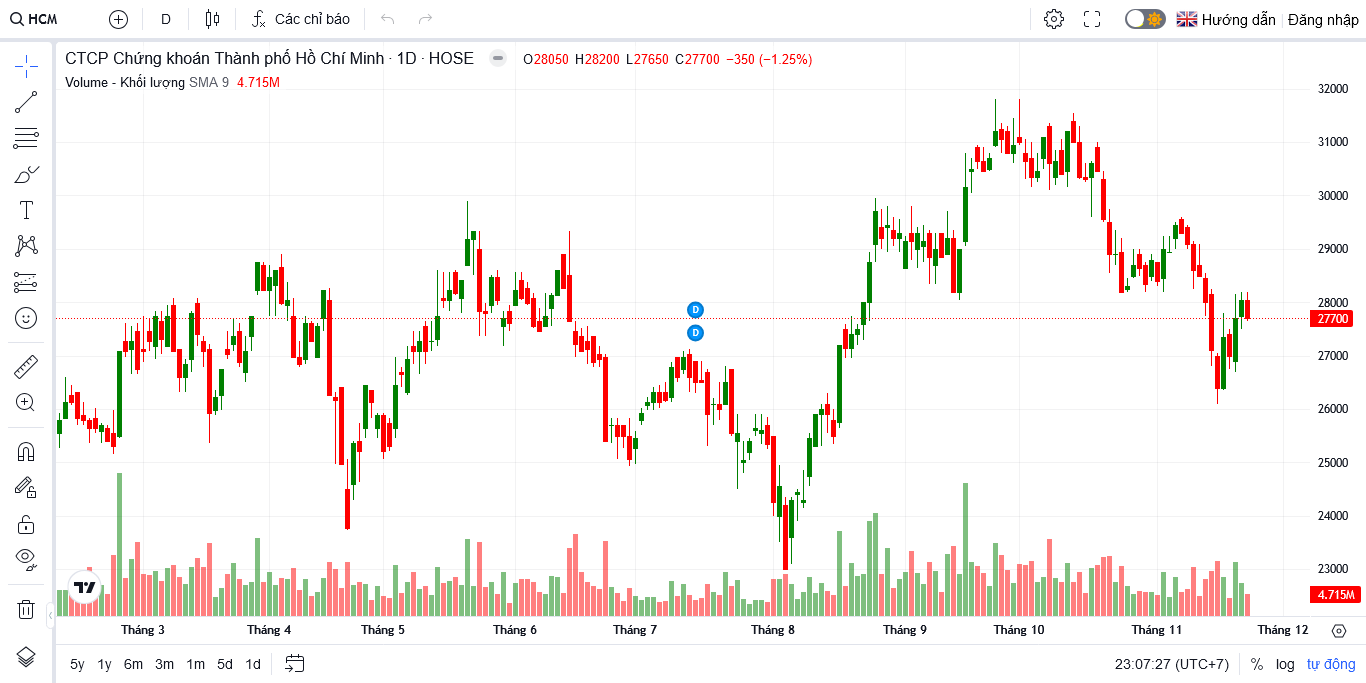 HCM D Các chỉ báo Hướng dẫn Đăng nhập
CTCP Chứng khoán Thành phố Hồ Chí Minh · 1D · HOSE O28050 H28200 L27650 C27700 −350 (−1.25%)
Volume - Khối lượng SMA 9 4.715M
32000
31000
30000
29000
28000
27700
27000
26000
25000
24000
23000
4.715M
D
D
Tháng 3 Tháng 4 Tháng 5 Tháng 6 Tháng 7 Tháng 8 Tháng 9 Tháng 10 Tháng 11 Tháng 12
5y 1y 6m 3m 1m 5d 1d 23:07:27 (UTC+7) % log tự động